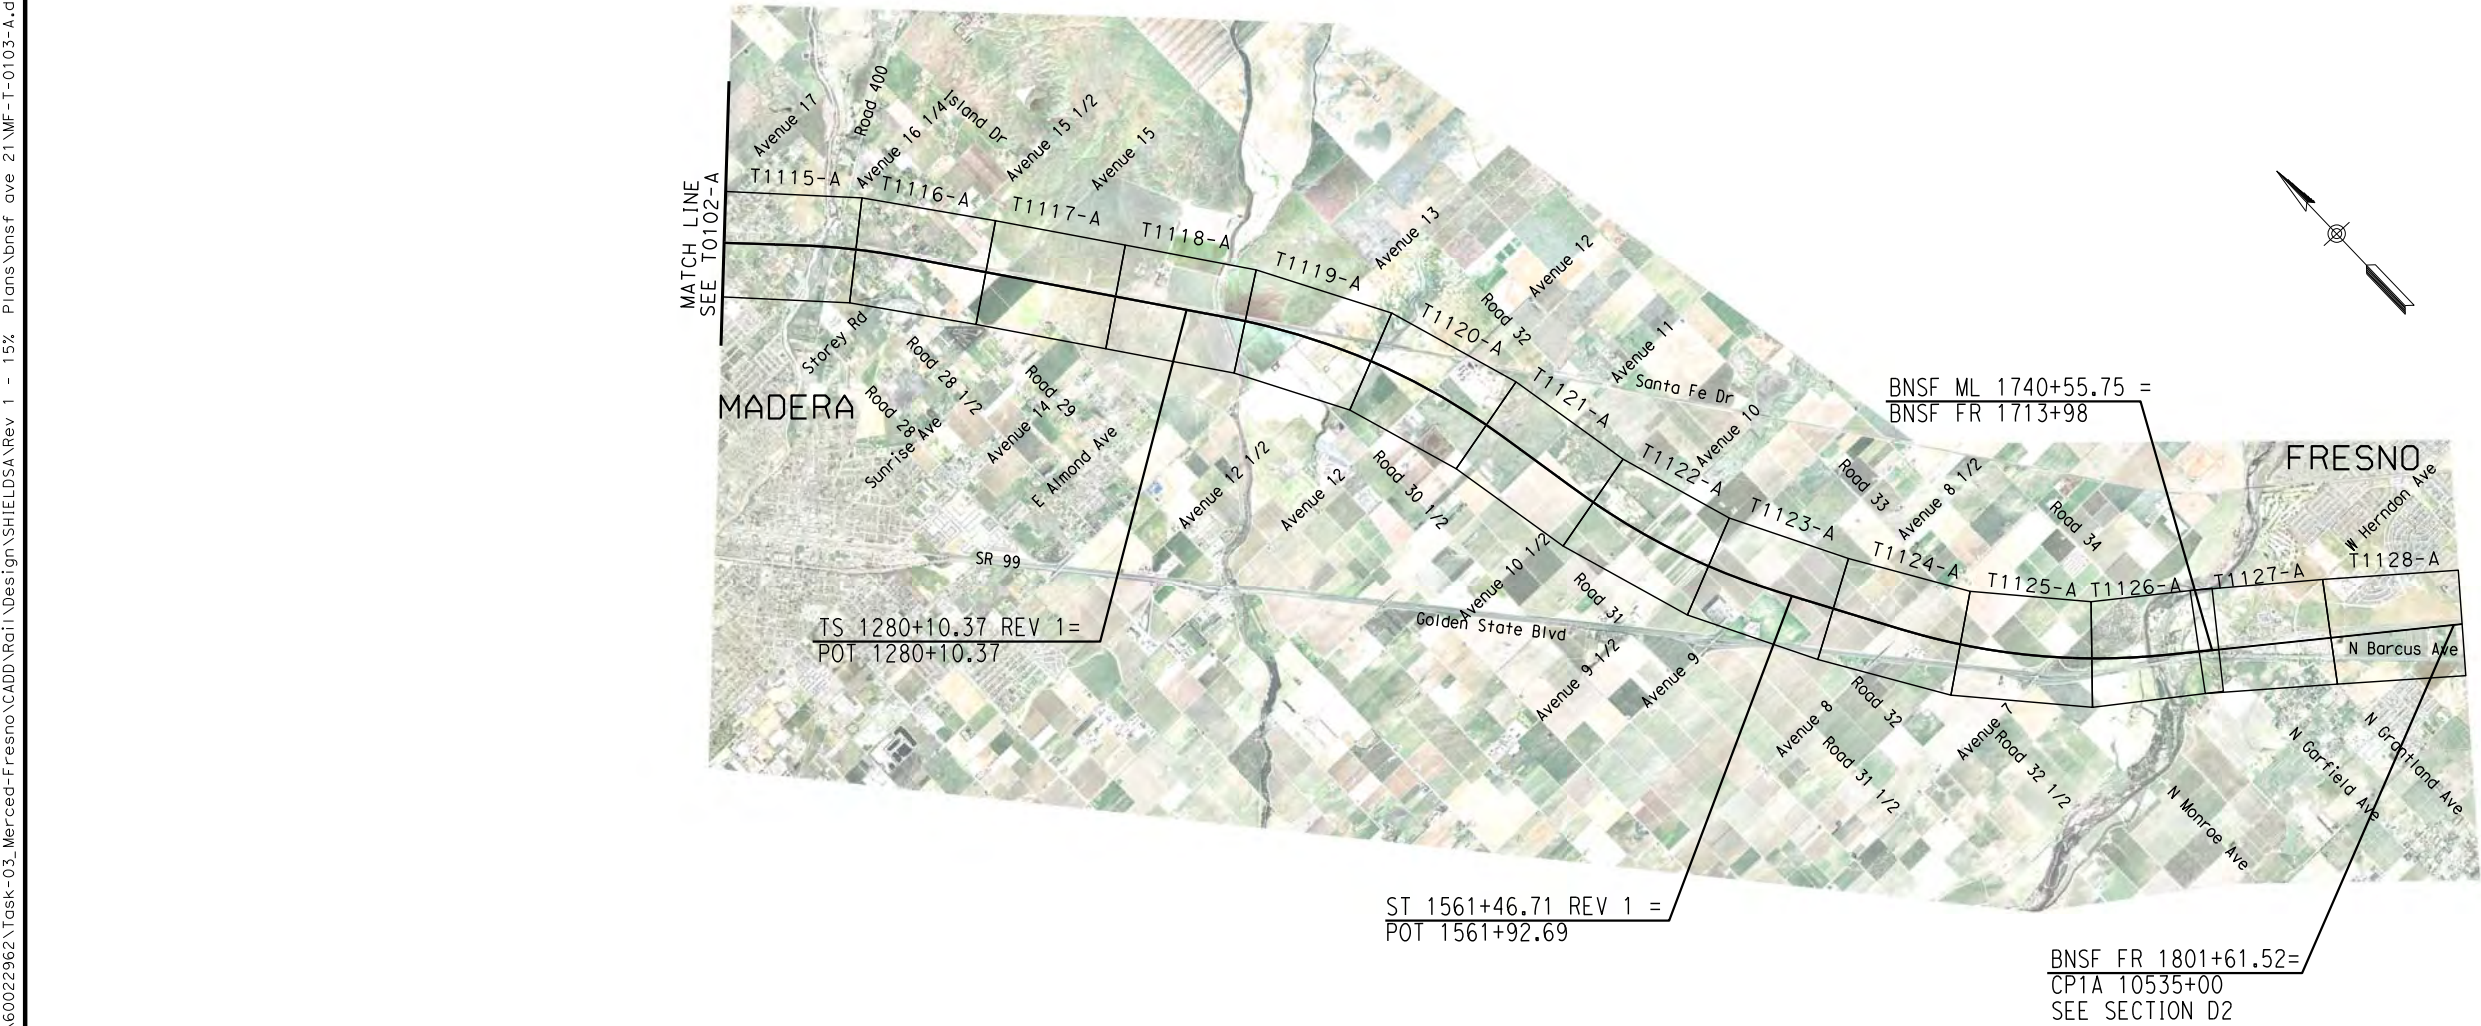 \60022962\Task-03_Merced-Fresno\CADD\Rail\Design\SHIELDSA\Rev 1 - 15% Plans\bnsf ave 21\MF-T-0103-A.d
MATCH LINE
SEE T0102-A
Avenue 17
Road 400
Avenue 16 1/4
Island Dr
Avenue 15 1/2
Avenue 15
T1115-A
T1116-A
T1117-A
T1118-A
T1119-A
Avenue 13
Avenue 12
T1120-A
Road 32
Avenue 11
T1121-A
Santa Fe Dr
T1122-A
Avenue 10
T1123-A
Road 33
Avenue 8 1/2
T1124-A
Road 34
T1125-A
T1126-A
T1127-A
T1128-A
BNSF ML 1740+55.75 =
BNSF FR 1713+98
FRESNO
W Herndon Ave
N Barcus Ave
Storey Rd
MADERA
Road 28 1/2
Road 28
Sunrise Ave
Road 29
Avenue 14
E Almond Ave
SR 99
Avenue 12 1/2
Avenue 12
Road 30 1/2
Avenue 10 1/2
Road 31
Golden State Blvd
Avenue 9 1/2
Avenue 9
TS 1280+10.37 REV 1=
POT 1280+10.37
Avenue 8
Road 32
Road 31 1/2
Avenue 7
Road 32 1/2
N Monroe Ave
N Garfield Ave
N Grantland Ave
ST 1561+46.71 REV 1 =
POT 1561+92.69
BNSF FR 1801+61.52=
CP1A 10535+00
SEE SECTION D2